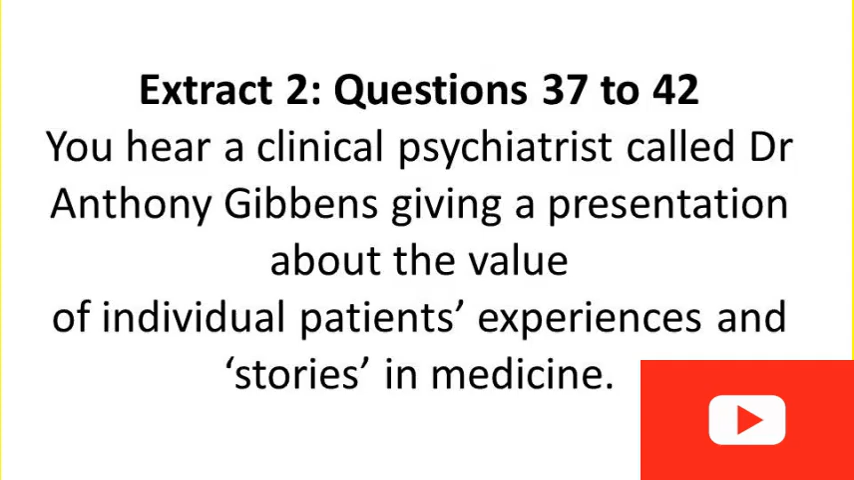 Extract 2: Questions 37 to 42
You hear a clinical psychiatrist called Dr
Anthony Gibbens giving a presentation
about the value
of individual patients’ experiences and
‘stories’ in medicine.